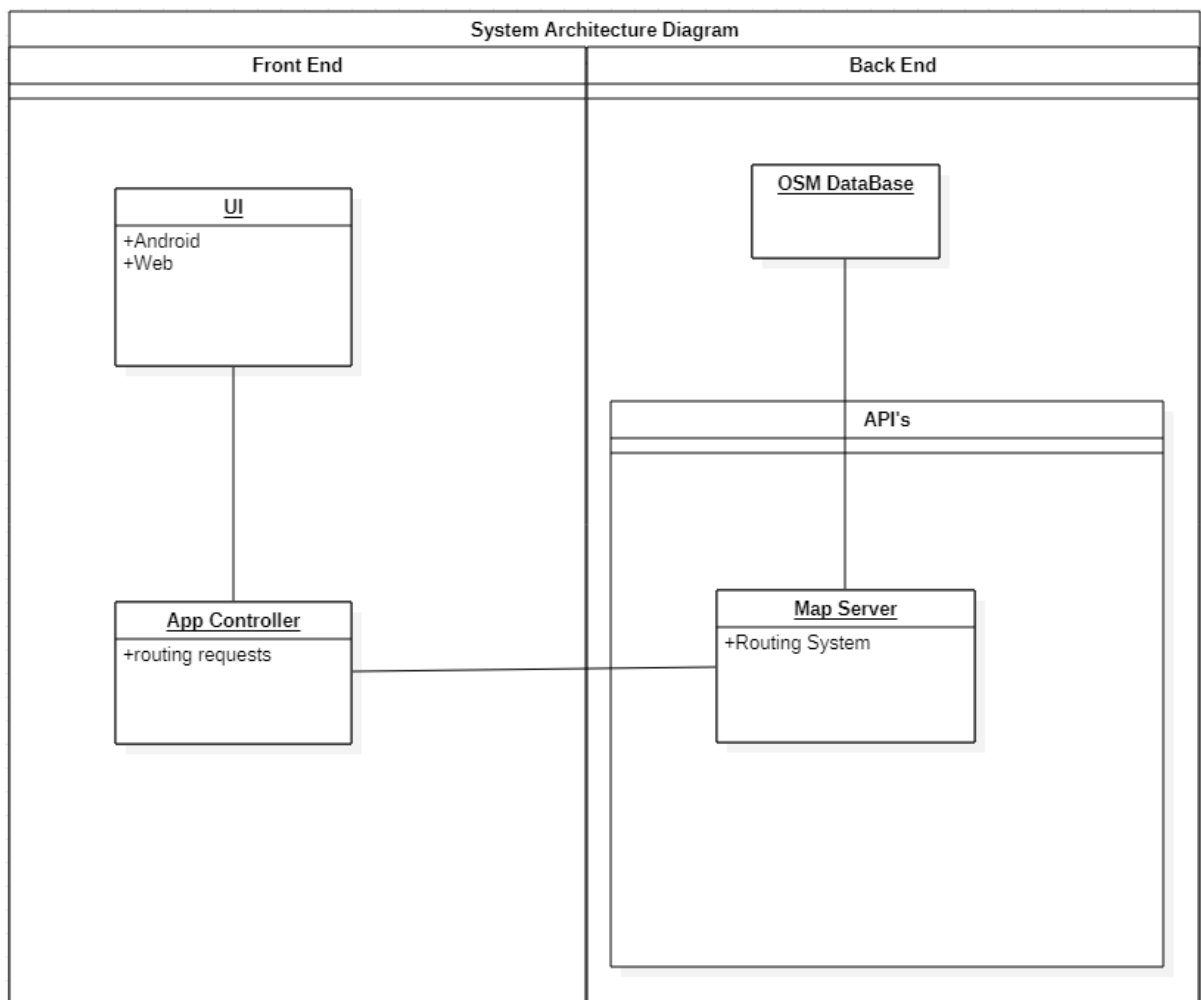 System Architecture Diagram
Front End
Back End
UI
+Android
+Web
OSM DataBase
API's
App Controller
+routing requests
Map Server
+Routing System